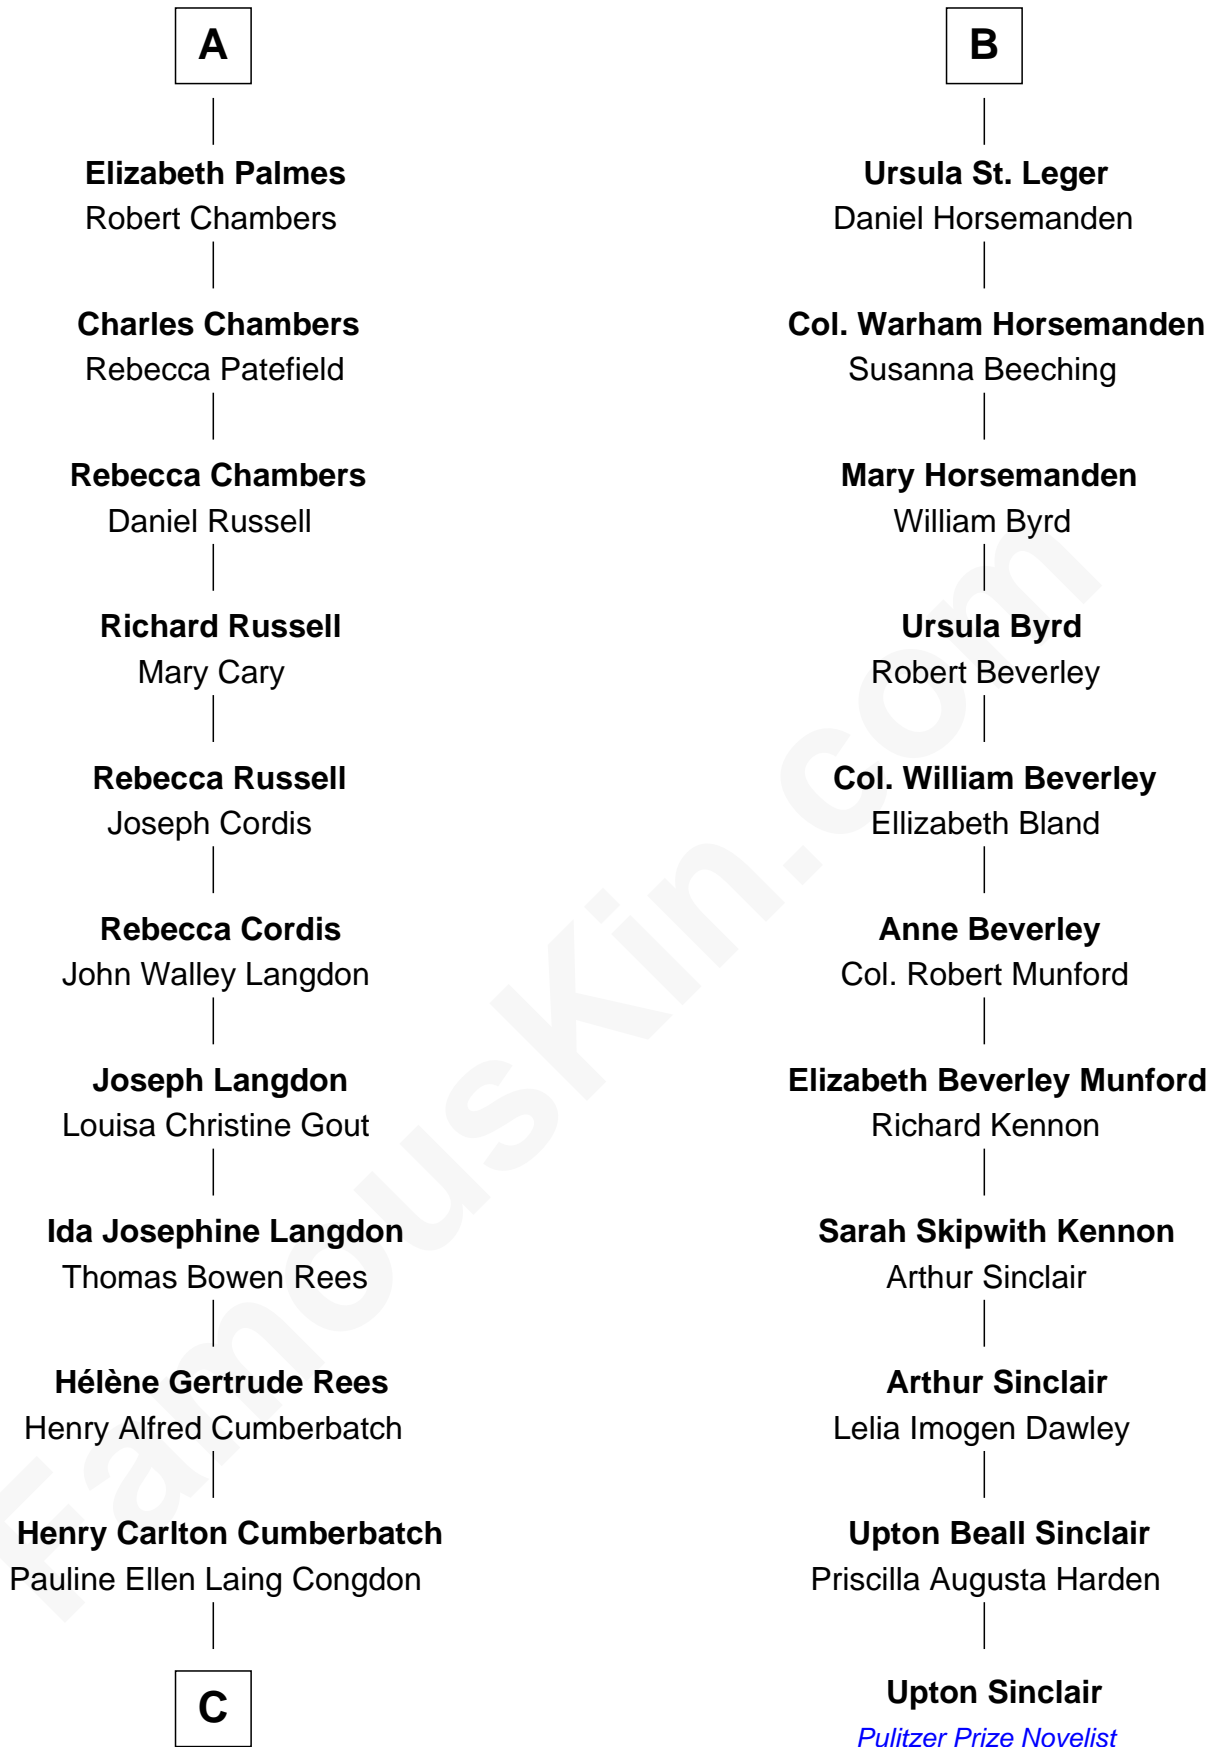 A
Elizabeth Palmes
Robert Chambers
Charles Chambers
Rebecca Patefield
Rebecca Chambers
Daniel Russell
Richard Russell
Mary Cary
Rebecca Russell
Joseph Cordis
Rebecca Cordis
John Walley Langdon
Joseph Langdon
Louisa Christine Gout
Ida Josephine Langdon
Thomas Bowen Rees
Hélène Gertrude Rees
Henry Alfred Cumberbatch
Henry Carlton Cumberbatch
Pauline Ellen Laing Congdon
C
B
Ursula St. Leger
Daniel Horsemanden
Col. Warham Horsemanden
Susanna Beeching
Mary Horsemanden
William Byrd
Ursula Byrd
Robert Beverley
Col. William Beverley
Ellizabeth Bland
Anne Beverley
Col. Robert Munford
Elizabeth Beverley Munford
Richard Kennon
Sarah Skipwith Kennon
Arthur Sinclair
Arthur Sinclair
Lelia Imogen Dawley
Upton Beall Sinclair
Priscilla Augusta Harden
Upton Sinclair
Pulitzer Prize Novelist
FamousKin.com